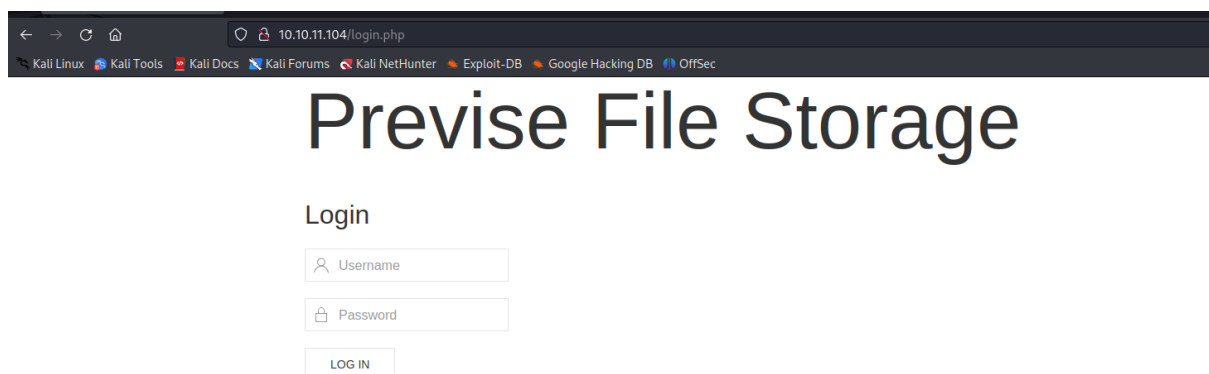 10.10.11.104/login.php
Kali Linux Kali Tools Kali Docs Kali Forums Kali NetHunter Exploit-DB Google Hacking DB OffSec
Previse File Storage
Login
Username
Password
LOG IN